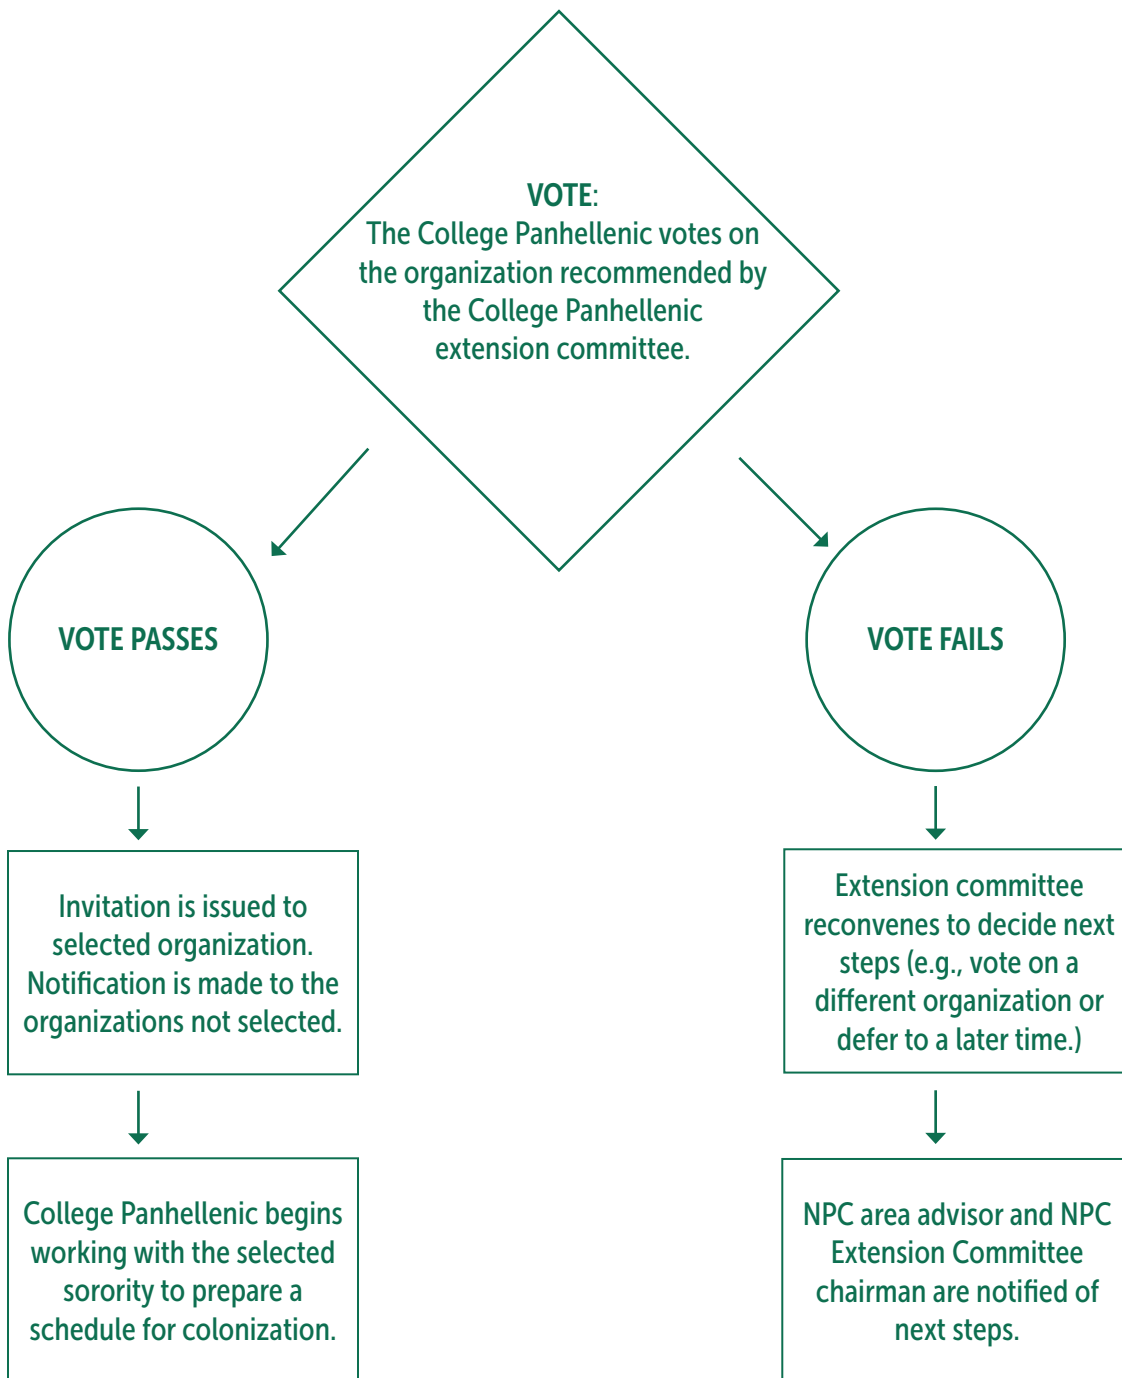 VOTE:
The College Panhellenic votes on
the organization recommended by
the College Panhellenic
extension committee.
VOTE PASSES
VOTE FAILS
Invitation is issued to
selected organization.
Notification is made to the
organizations not selected.
Extension committee
reconvenes to decide next
steps (e.g., vote on a
different organization or
defer to a later time.)
College Panhellenic begins
working with the selected
sorority to prepare a
schedule for colonization.
NPC area advisor and NPC
Extension Committee
chairman are notified of
next steps.